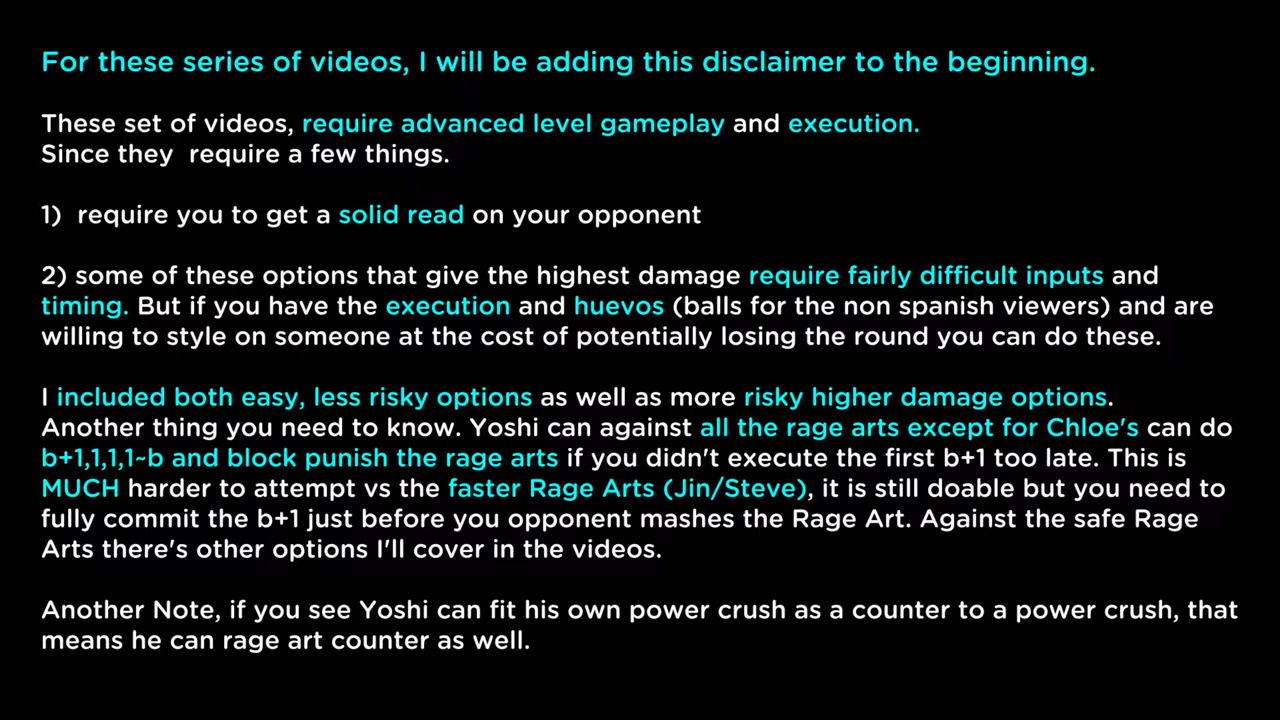 For these series of videos, I will be adding this disclaimer to the beginning.
These set of videos, require advanced level gameplay and execution.
Since they  require a few things.
1)  require you to get a solid read on your opponent
2) some of these options that give the highest damage require fairly difficult inputs and
timing. But if you have the execution and huevos (balls for the non spanish viewers) and are
willing to style on someone at the cost of potentially losing the round you can do these.
I included both easy, less risky options as well as more risky higher damage options.
Another thing you need to know. Yoshi can against all the rage arts except for Chloe's can do
b+1,1,1,1~b and block punish the rage arts if you didn't execute the first b+1 too late. This is
MUCH harder to attempt vs the faster Rage Arts (Jin/Steve), it is still doable but you need to
fully commit the b+1 just before you opponent mashes the Rage Art. Against the safe Rage
Arts there's other options I'll cover in the videos.
Another Note, if you see Yoshi can fit his own power crush as a counter to a power crush, that
means he can rage art counter as well.